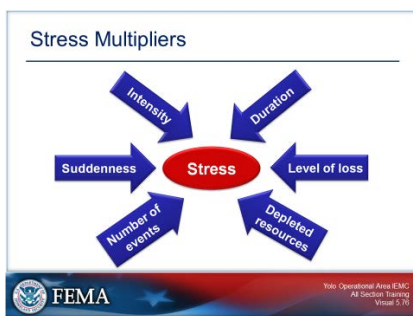 Stress Multipliers
Intensity
Duration
Suddenness
Stress
Level of loss
Number of
events
Depleted
resources
FEMA
Yolo Operational Area IEMC
All Section Training
Visual 5.76